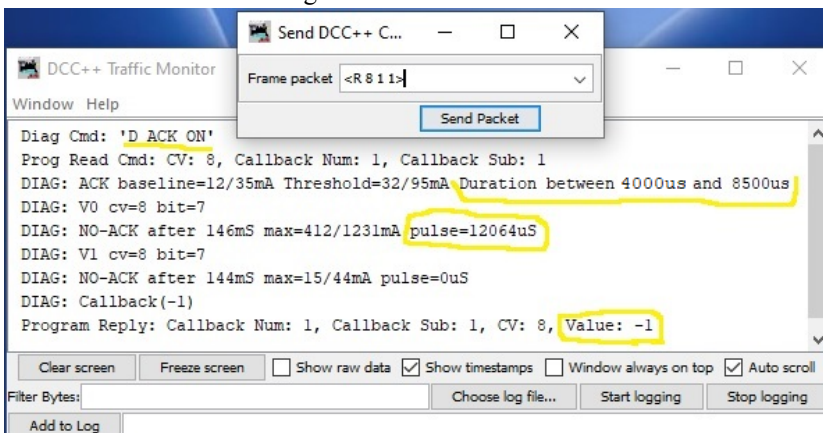 Send DCC++ C...
DCC++ Traffic Monitor
Frame packet <R 8 1 1>
Window Help
Send Packet
Diag Cmd: 'D ACK ON'
Prog Read Cmd: CV: 8, Callback Num: 1, Callback Sub: 1
DIAG: ACK baseline=12/35mA Threshold=32/95mA Duration between 4000us and 8500us
DIAG: V0 cv=8 bit=7
DIAG: NO-ACK after 146mS max=412/1231mA pulse=12064uS
DIAG: V1 cv=8 bit=7
DIAG: NO-ACK after 144mS max=15/44mA pulse=0uS
DIAG: Callback(-1)
Program Reply: Callback Num: 1, Callback Sub: 1, CV: 8, Value: -1
Clear screen Freeze screen Show raw data Show timestamps Window always on top Auto scroll
Filter Bytes: Choose log file... Start logging Stop logging
Add to Log